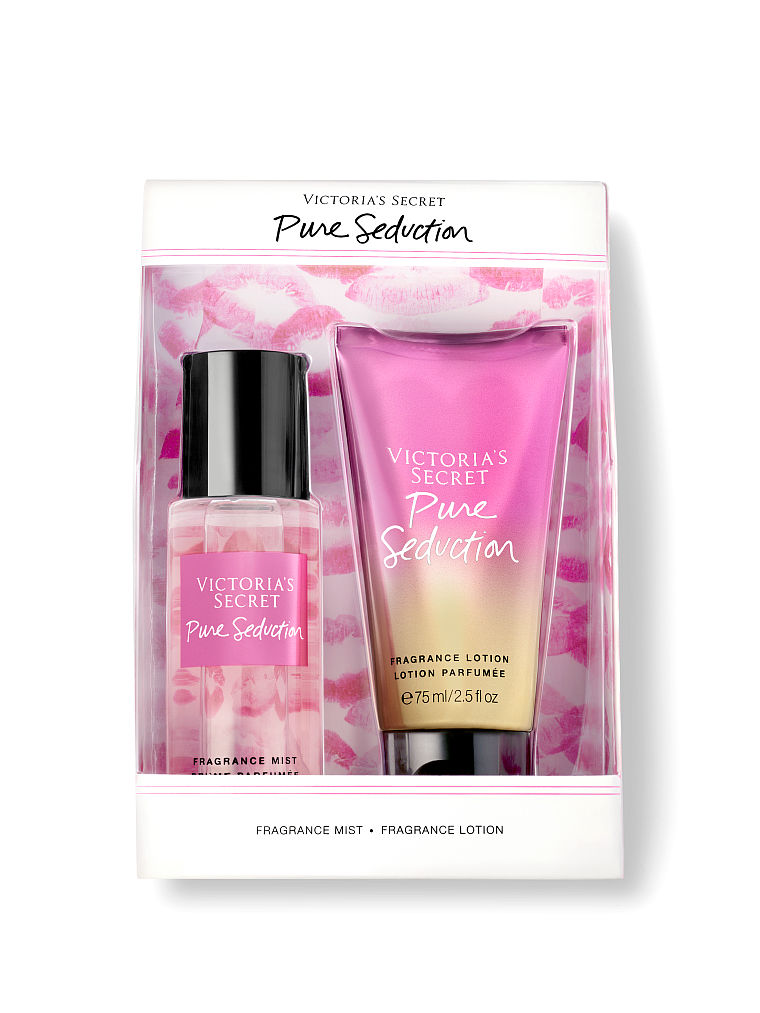 VICTORIA'S SECRET
Pure Seduction
VICTORIA'S
SECRET
Pure
Seduction
FRAGRANCE LOTION
LOTION PARFUMÉE
℮75 ml/2.5 fl oz
VICTORIA'S
SECRET
Pure Seduction
FRAGRANCE MIST
PARFUMÉE
FRAGRANCE MIST • FRAGRANCE LOTION